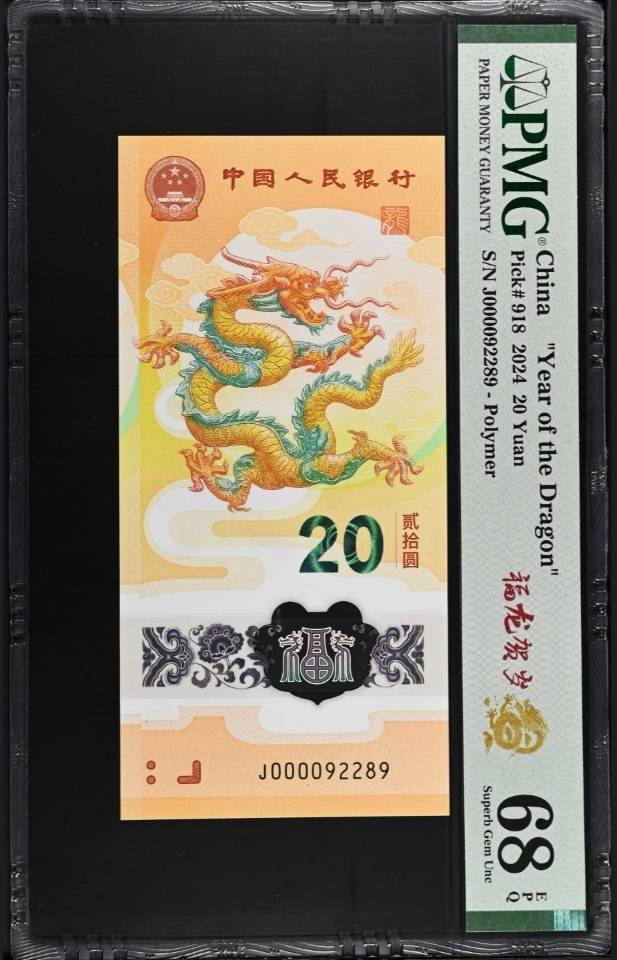 中国人民银行
龍
20
贰拾圆
J000092289
PMG®
PAPER MONEY GUARANTY
China "Year of the Dragon"
Pick# 918 2024 20 Yuan
S/N J000092289 - Polymer
福龙贺岁
68 EPQ
Superb Gem Unc